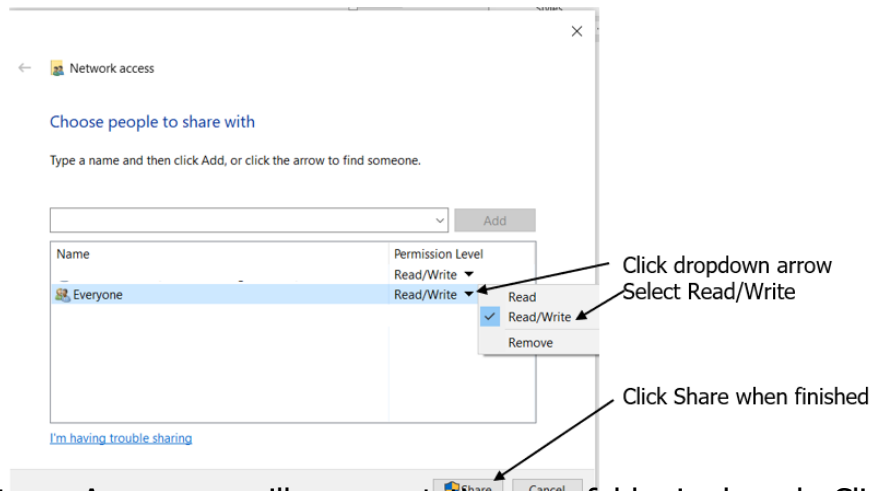 Network access
Choose people to share with
Type a name and then click Add, or click the arrow to find someone.
Add
Name
Permission Level
Read/Write
Everyone
Read/Write
Click dropdown arrow
Read
Select Read/Write
Read/Write
Remove
Click Share when finished
I'm having trouble sharing
Share
Cancel